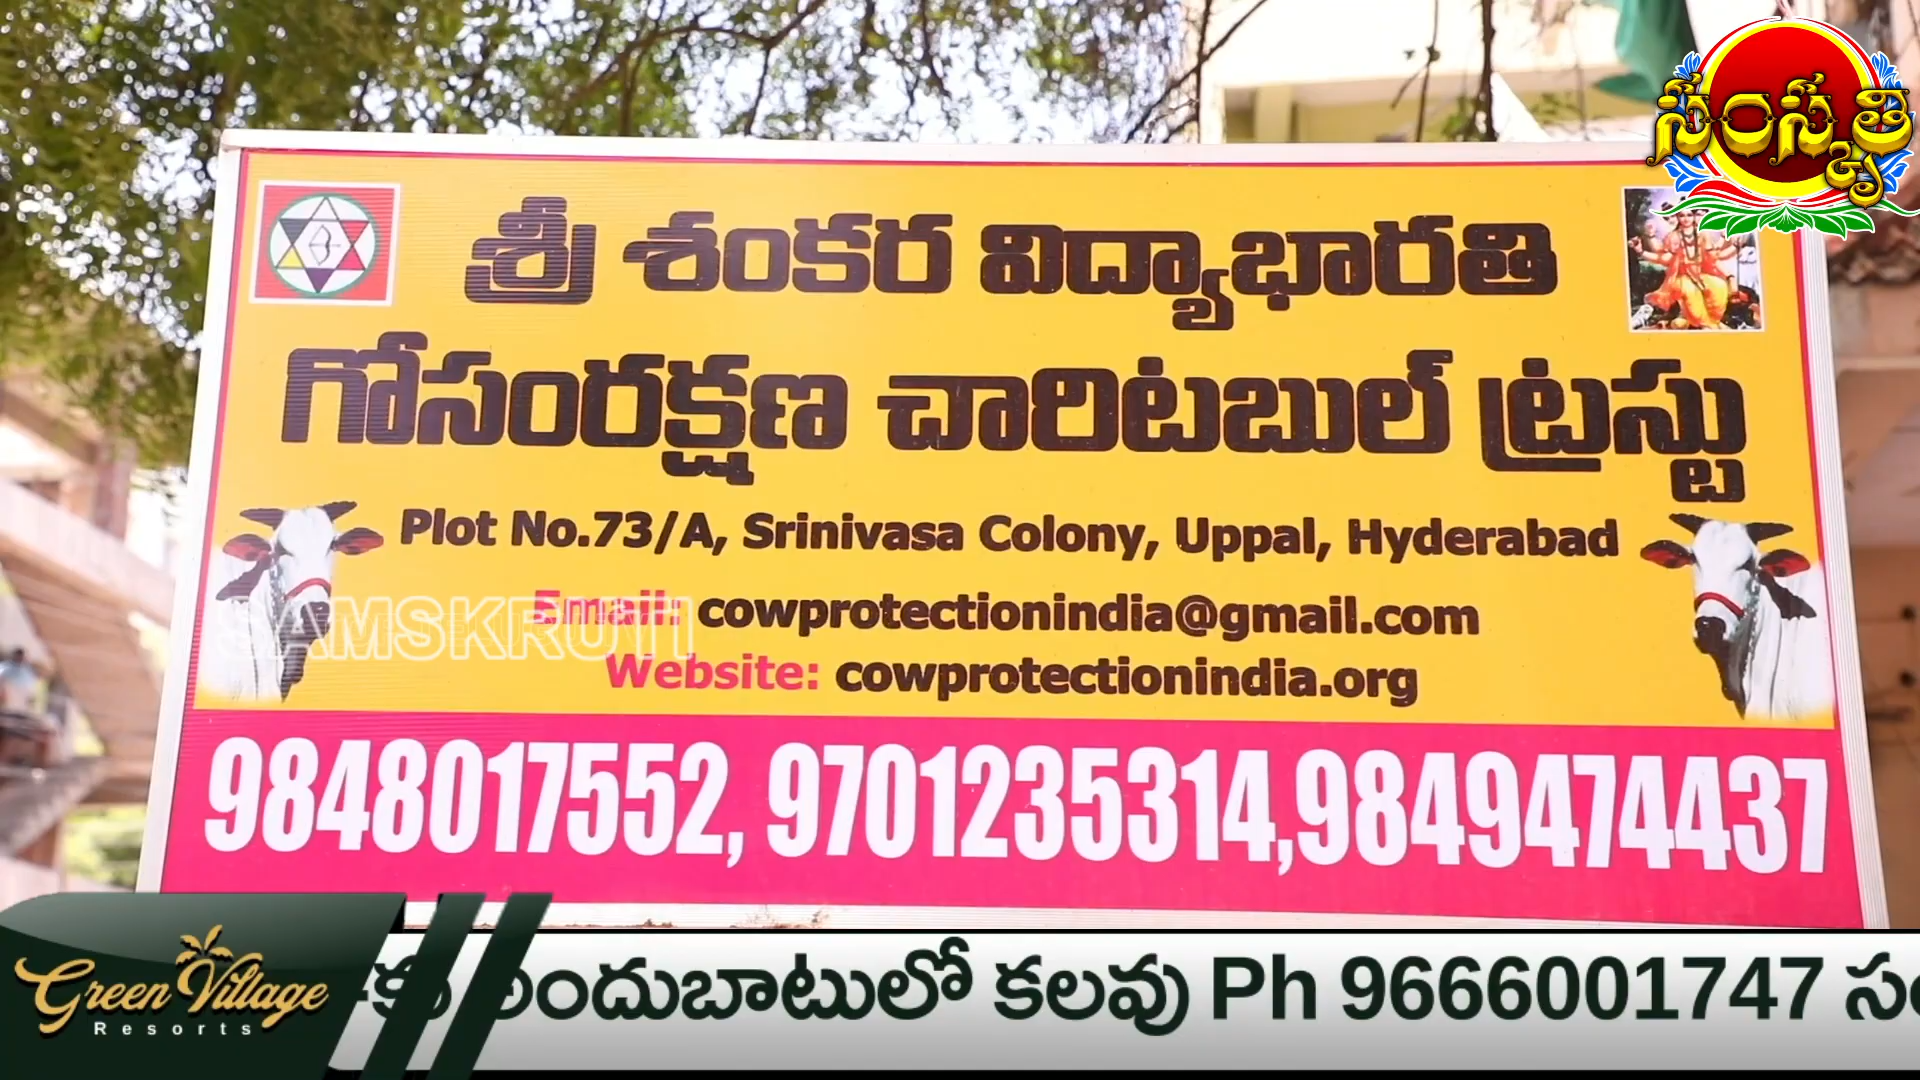 సంస్కృతి
శ్రీ శంకర విద్యాభారతి
గోసంరక్షణ చారిటబుల్ ట్రస్టు
Plot No.73/A, Srinivasa Colony, Uppal, Hyderabad
Email: cowprotectionindia@gmail.com
SAMSKRUTI
Website: cowprotectionindia.org
9848017552, 9701235314,9849474437
Green Village
Resorts
అందుబాటులో కలవు Ph 9666001747